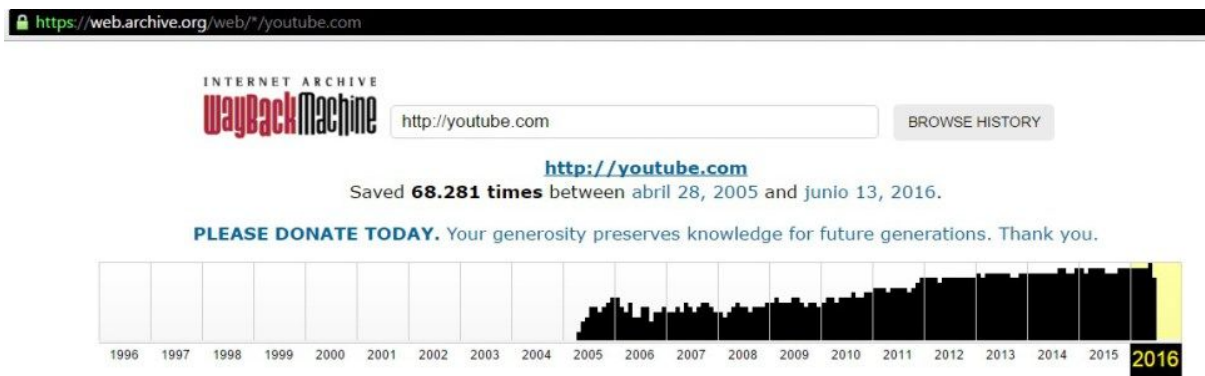 https://web.archive.org/web/*/youtube.com
INTERNET ARCHIVE
WayBackMachine
http://youtube.com
BROWSE HISTORY
http://youtube.com
Saved 68.281 times between abril 28, 2005 and junio 13, 2016.
PLEASE DONATE TODAY. Your generosity preserves knowledge for future generations. Thank you.
1996 1997 1998 1999 2000 2001 2002 2003 2004 2005 2006 2007 2008 2009 2010 2011 2012 2013 2014 2015 2016